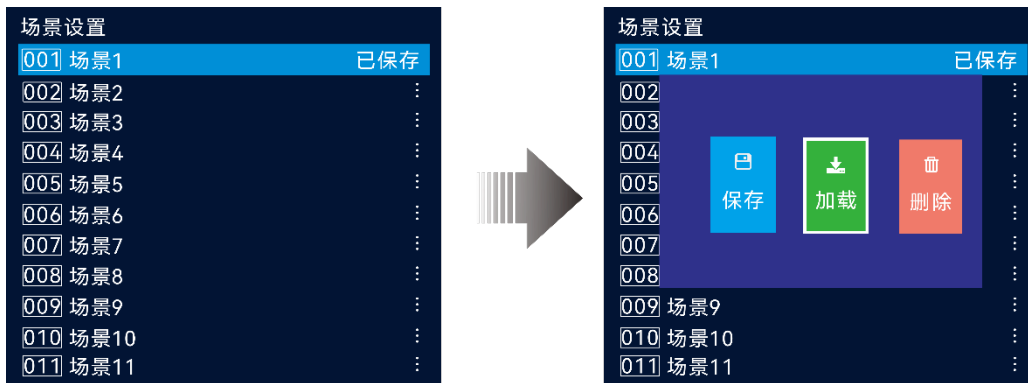 场景设置
001 场景1 已保存
002 场景2
003 场景3
004 场景4
005 场景5
006 场景6
007 场景7
008 场景8
009 场景9
010 场景10
011 场景11
场景设置
001 场景1 已保存
002
003
004
005
006
007
008
保存 加载 删除
009 场景9
010 场景10
011 场景11